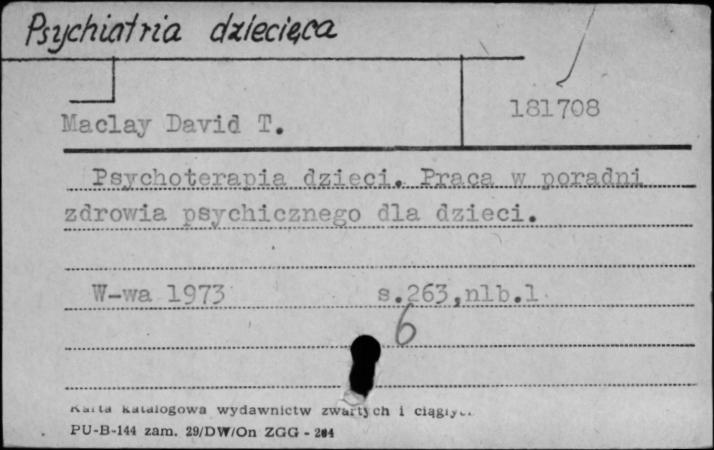 Psychiatria dziecięca
181708
Maclay David T.
Psychoterapia dzieci. Praca w poradni
zdrowia psychicznego dla dzieci.
W-wa 1973 s.263,nlb.1
6
Karta katalogowa wydawnictw zwartych i ciągłych
PU-B-144 zam. 29/DW/On ZGG - 204